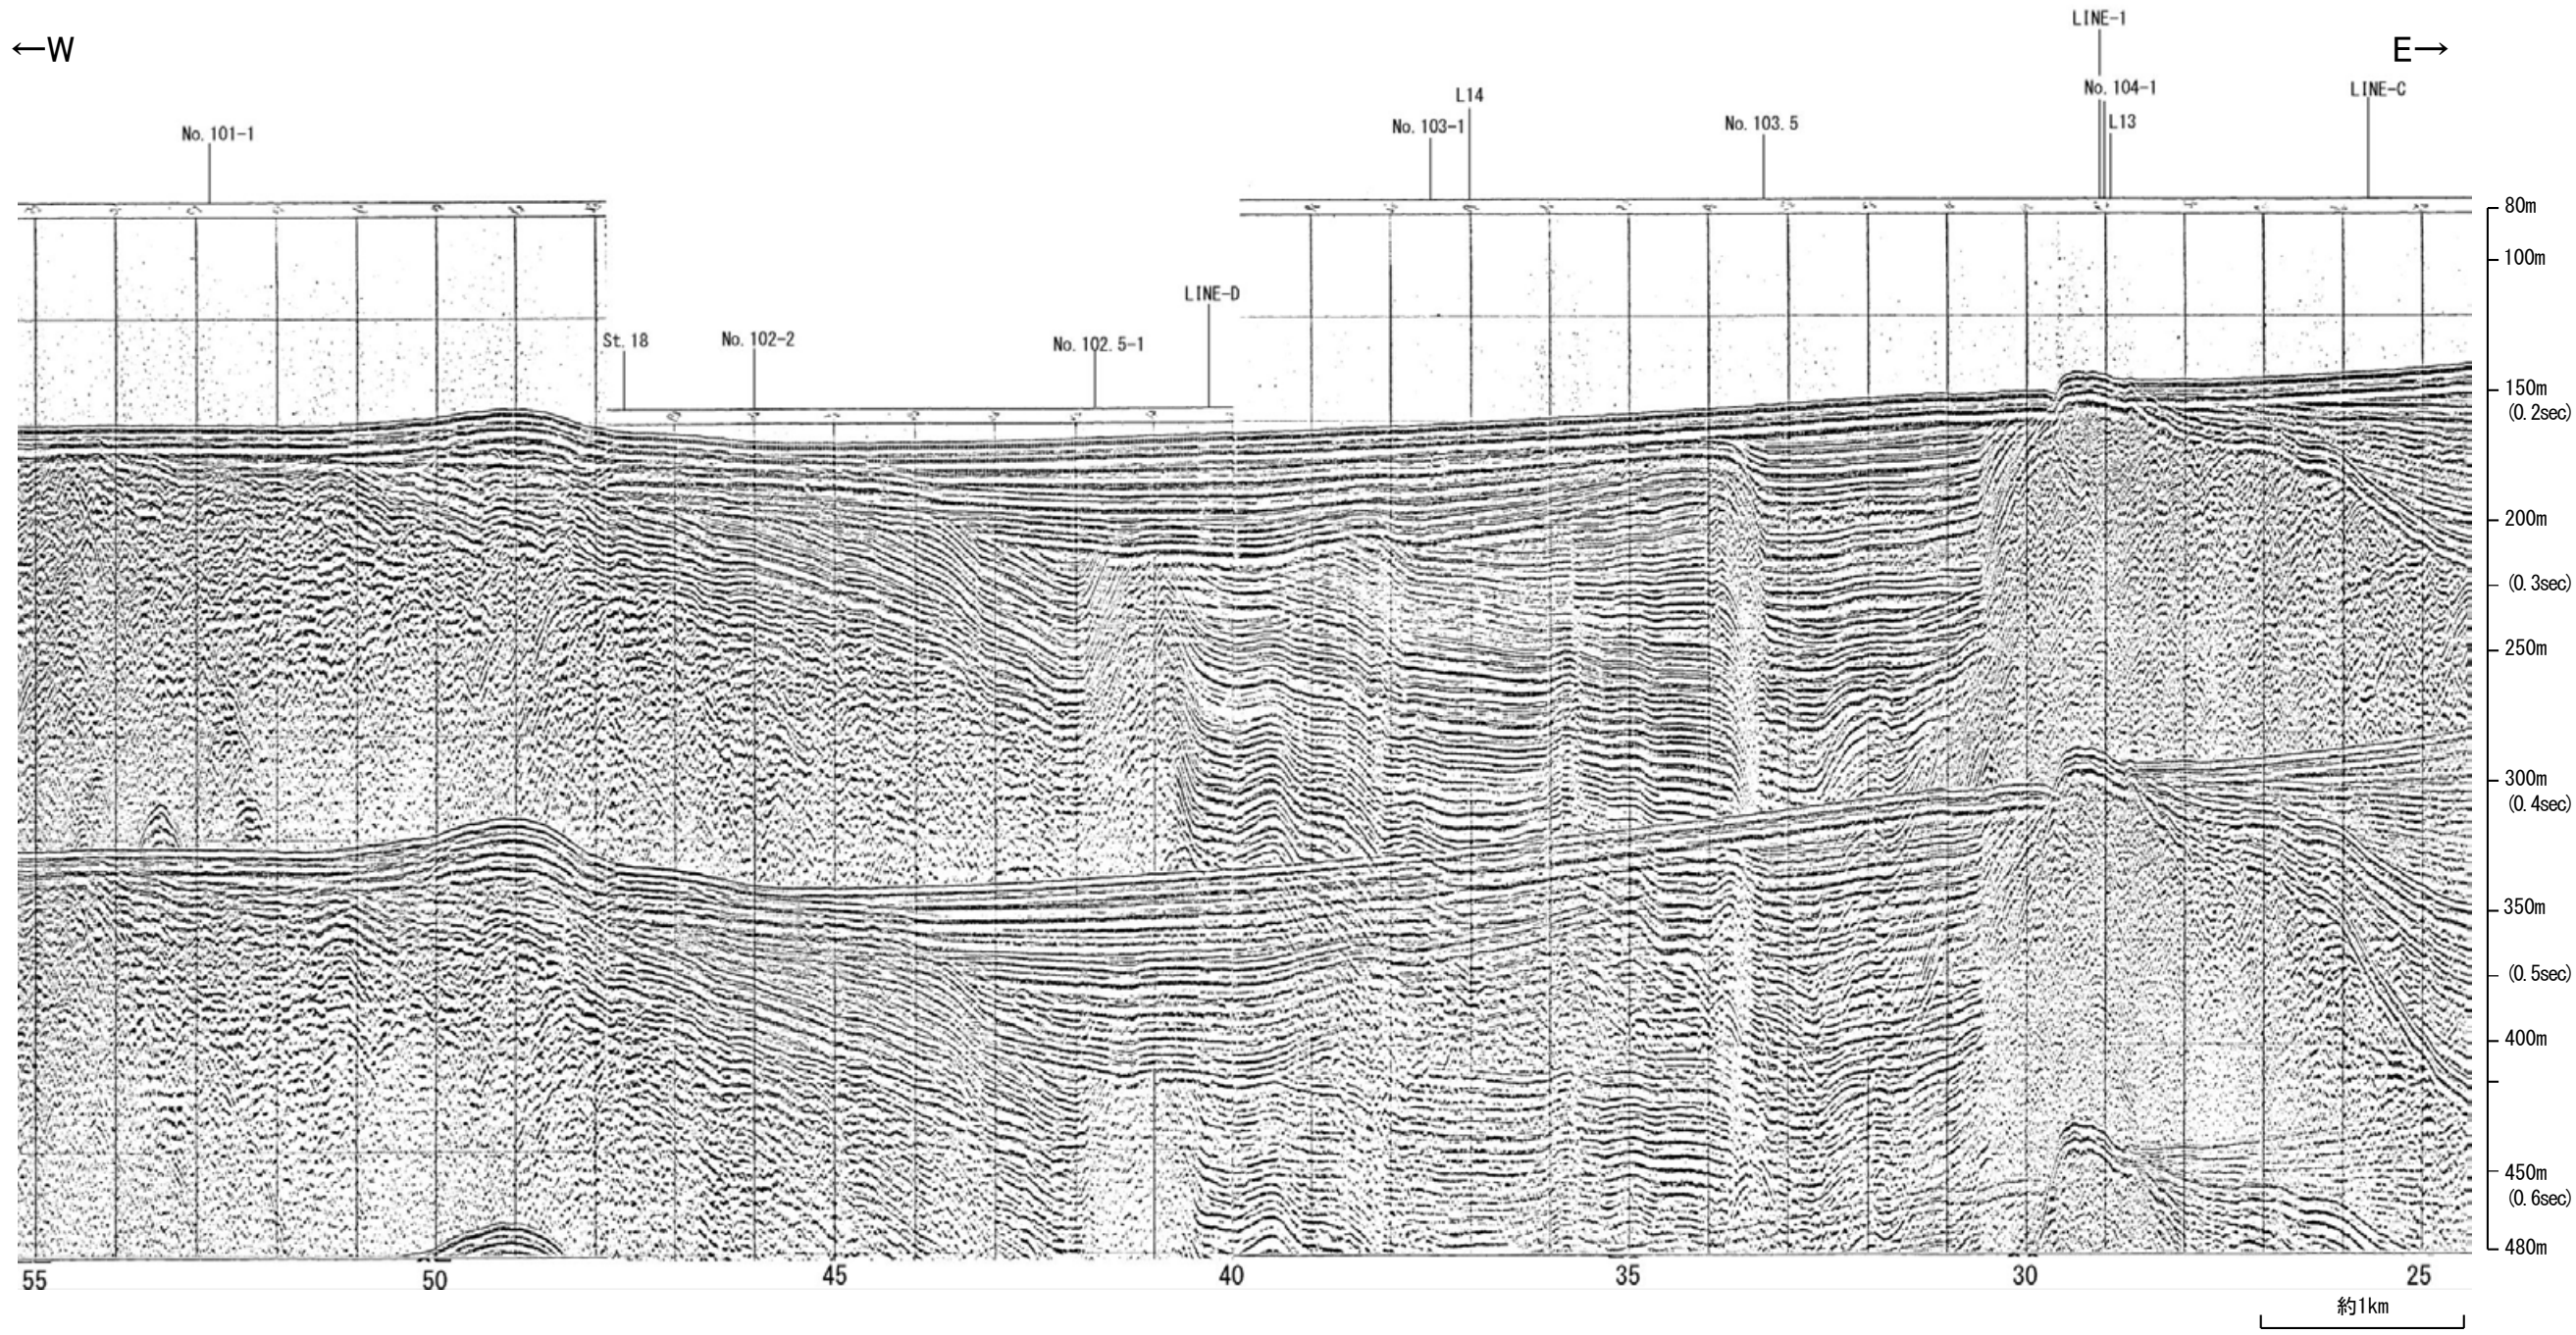 LINE-1
←W
E→
No. 104-1
LINE-C
L14
L13
No. 103-1
No. 103.5
No. 101-1
80m
100m
LINE-D
St. 18
No. 102-2
No. 102.5-1
150m
(0.2sec)
200m
(0.3sec)
250m
300m
(0.4sec)
350m
(0.5sec)
400m
450m
(0.6sec)
480m
55
50
45
40
35
30
25
約1km